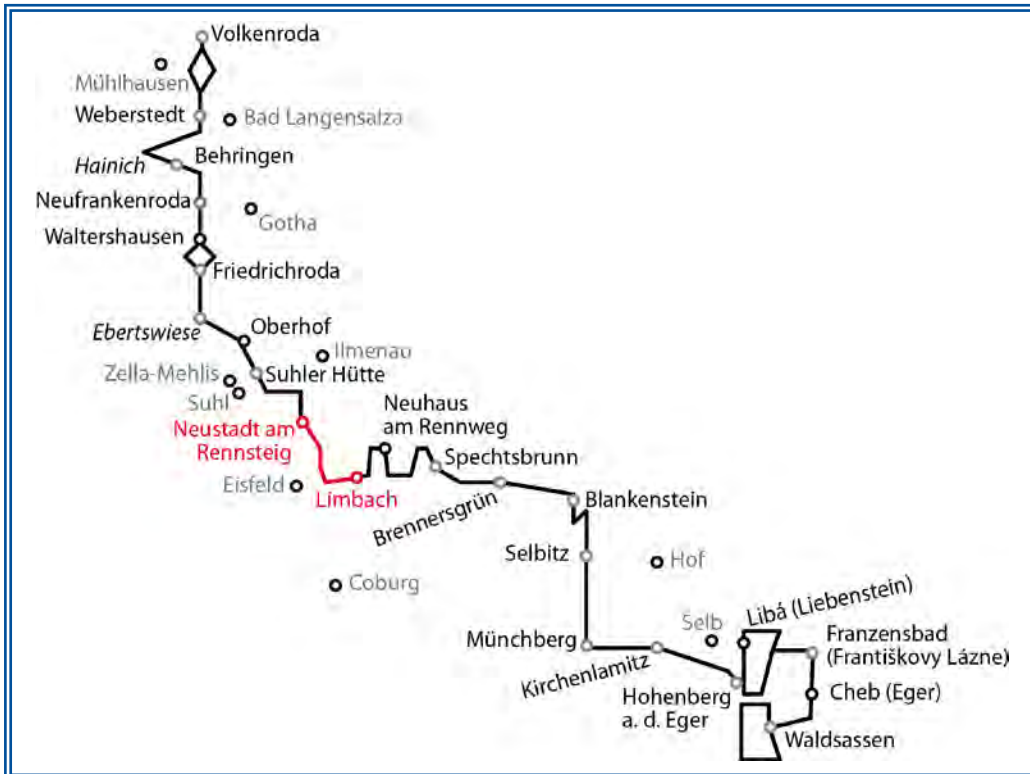 Volkenroda
Mühlhausen
Weberstedt
Bad Langensalza
Hainich
Behringen
Neufrankenroda
Gotha
Waltershausen
Friedrichroda
Ebertswiese
Oberhof
Ilmenau
Zella-Mehlis
Suhler Hütte
Suhl
Neuhaus
am Rennweg
Neustadt am
Rennsteig
Spechtsbrunn
Eisfeld
Limbach
Brennersgrün
Blankenstein
Selbitz
Hof
Coburg
Libá (Liebenstein)
Selb
Münchberg
Kirchenlamitz
Franzensbad
(Františkovy Lázne)
Hohenberg
a. d. Eger
Cheb (Eger)
Waldsassen